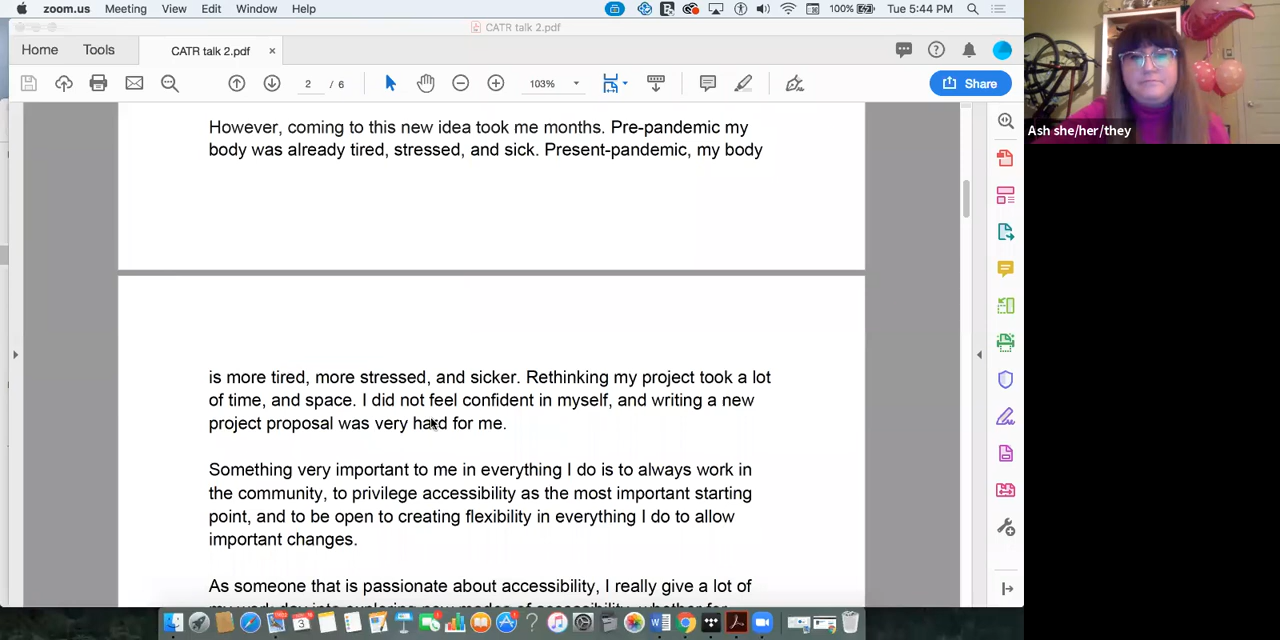 zoom.us Meeting View Edit Window Help 100% Tue 5:44 PM
CATR talk 2.pdf
Home Tools CATR talk 2.pdf ×
2 / 6 103% Share
However, coming to this new idea took me months. Pre-pandemic my
body was already tired, stressed, and sick. Present-pandemic, my body
is more tired, more stressed, and sicker. Rethinking my project took a lot
of time, and space. I did not feel confident in myself, and writing a new
project proposal was very hard for me.
Something very important to me in everything I do is to always work in
the community, to privilege accessibility as the most important starting
point, and to be open to creating flexibility in everything I do to allow
important changes.
As someone that is passionate about accessibility, I really give a lot of
Ash she/her/they